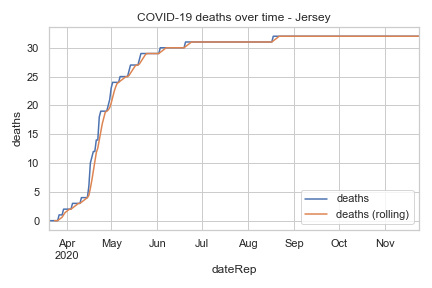 COVID-19 deaths over time - Jersey
deaths
30
25
20
15
10
5
0
deaths
deaths (rolling)
Apr May Jun Jul Aug Sep Oct Nov
2020
dateRep